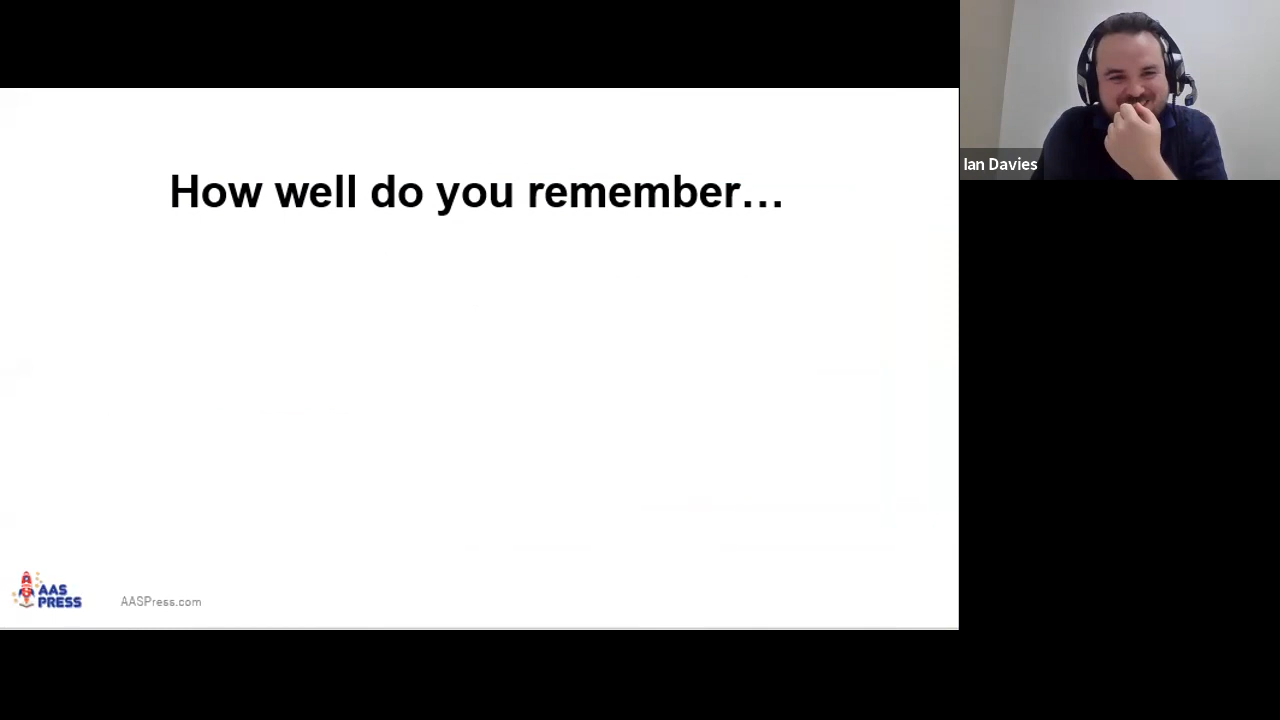 How well do you remember…
Ian Davies
AAS
PRESS
AASPress.com